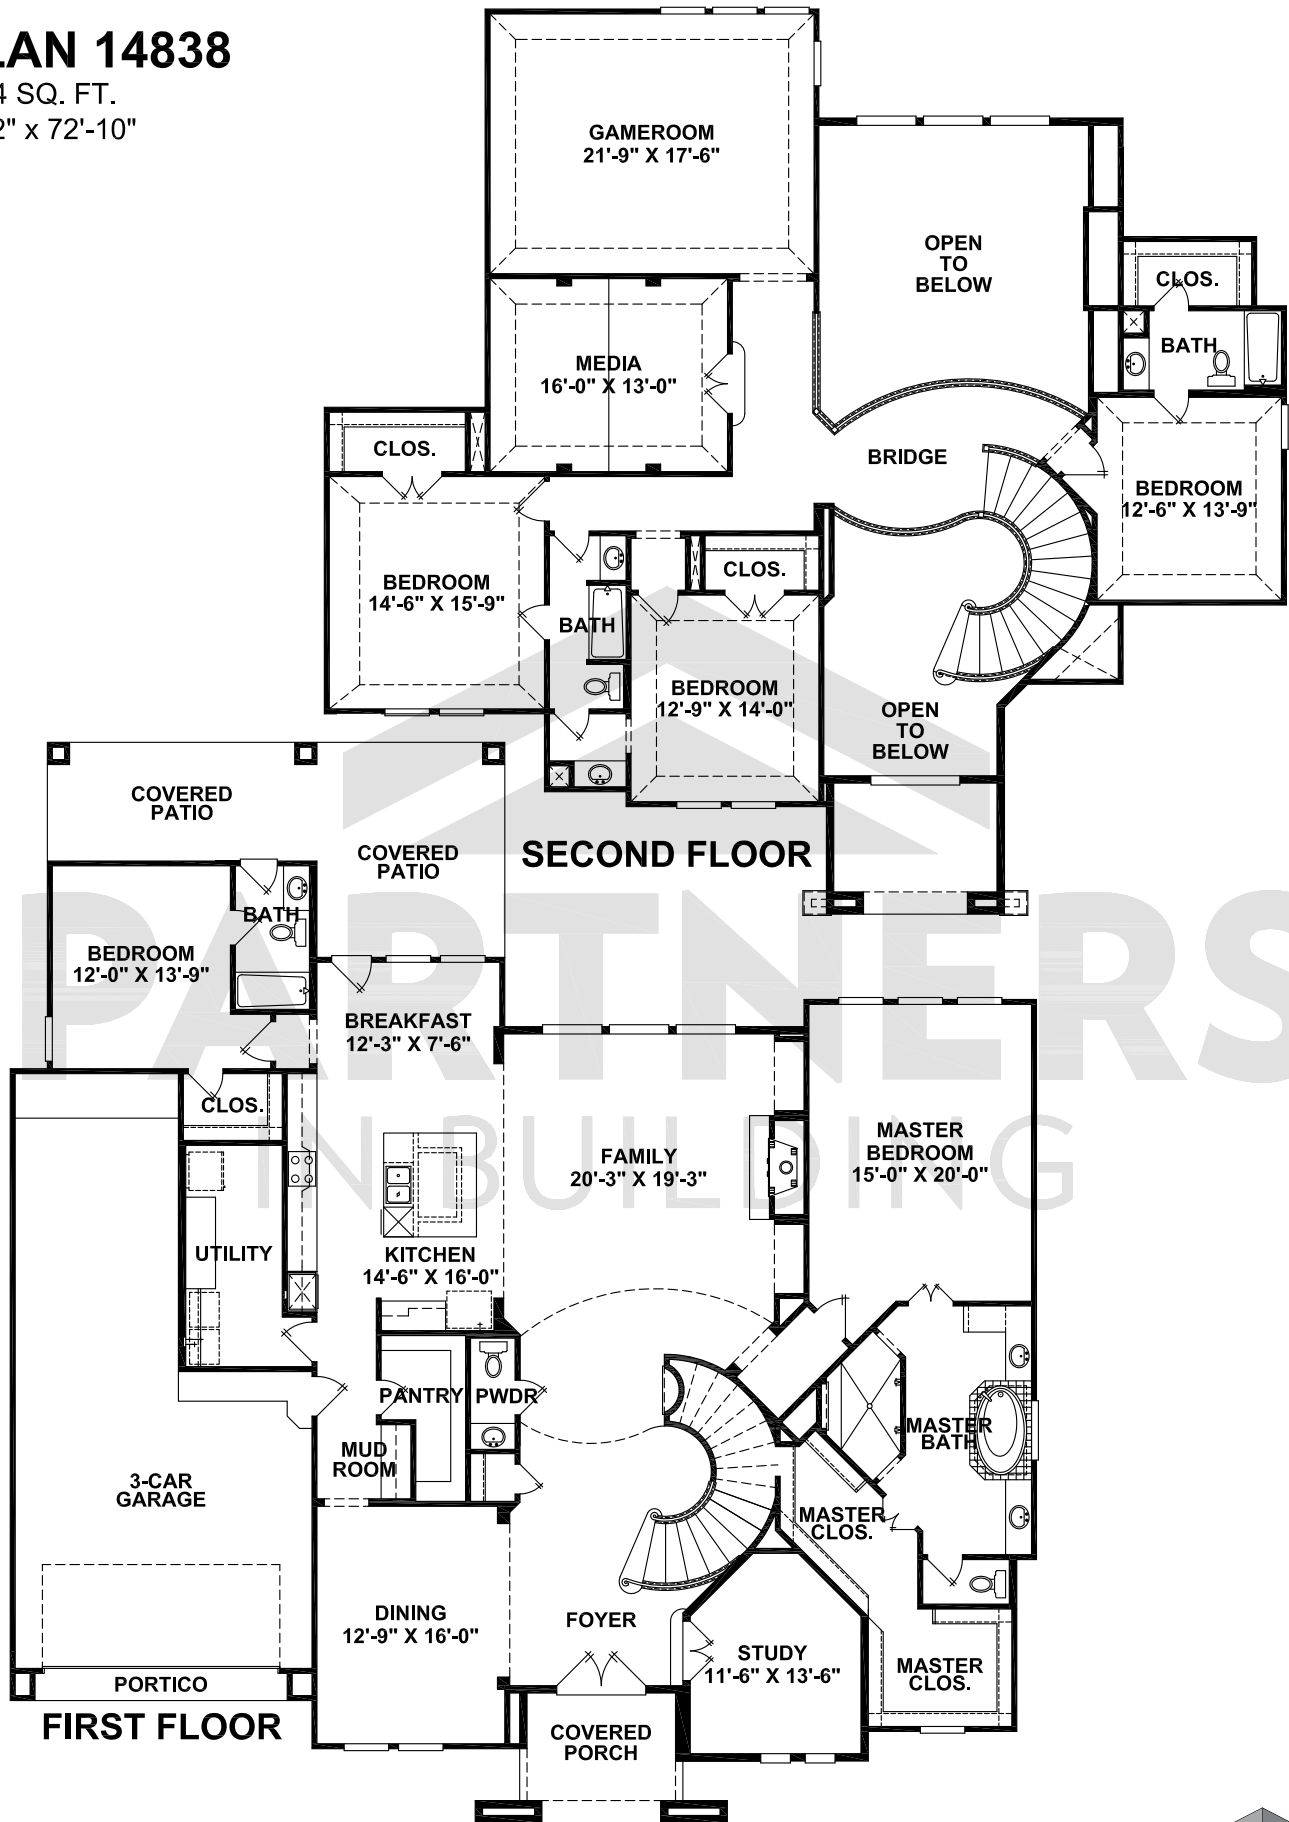 LAN 14838
4 SQ. FT.
2" x 72'-10"
GAMEROOM
21'-9" X 17'-6"
OPEN
TO
BELOW
CLOS.
BATH
MEDIA
16'-0" X 13'-0"
CLOS.
BRIDGE
BEDROOM
12'-6" X 13'-9"
BEDROOM
14'-6" X 15'-9"
CLOS.
BATH
BEDROOM
12'-9" X 14'-0"
OPEN
TO
BELOW
SECOND FLOOR
COVERED
PATIO
COVERED
PATIO
BATH
BEDROOM
12'-0" X 13'-9"
BREAKFAST
12'-3" X 7'-6"
CLOS.
FAMILY
20'-3" X 19'-3"
MASTER
BEDROOM
15'-0" X 20'-0"
UTILITY
KITCHEN
14'-6" X 16'-0"
PANTRY
PWDR
MASTER
BATH
MUD
ROOM
3-CAR
GARAGE
MASTER
CLOS.
DINING
12'-9" X 16'-0"
FOYER
STUDY
11'-6" X 13'-6"
MASTER
CLOS.
PORTICO
FIRST FLOOR
COVERED
PORCH
PARTNERS
IN BUILDING